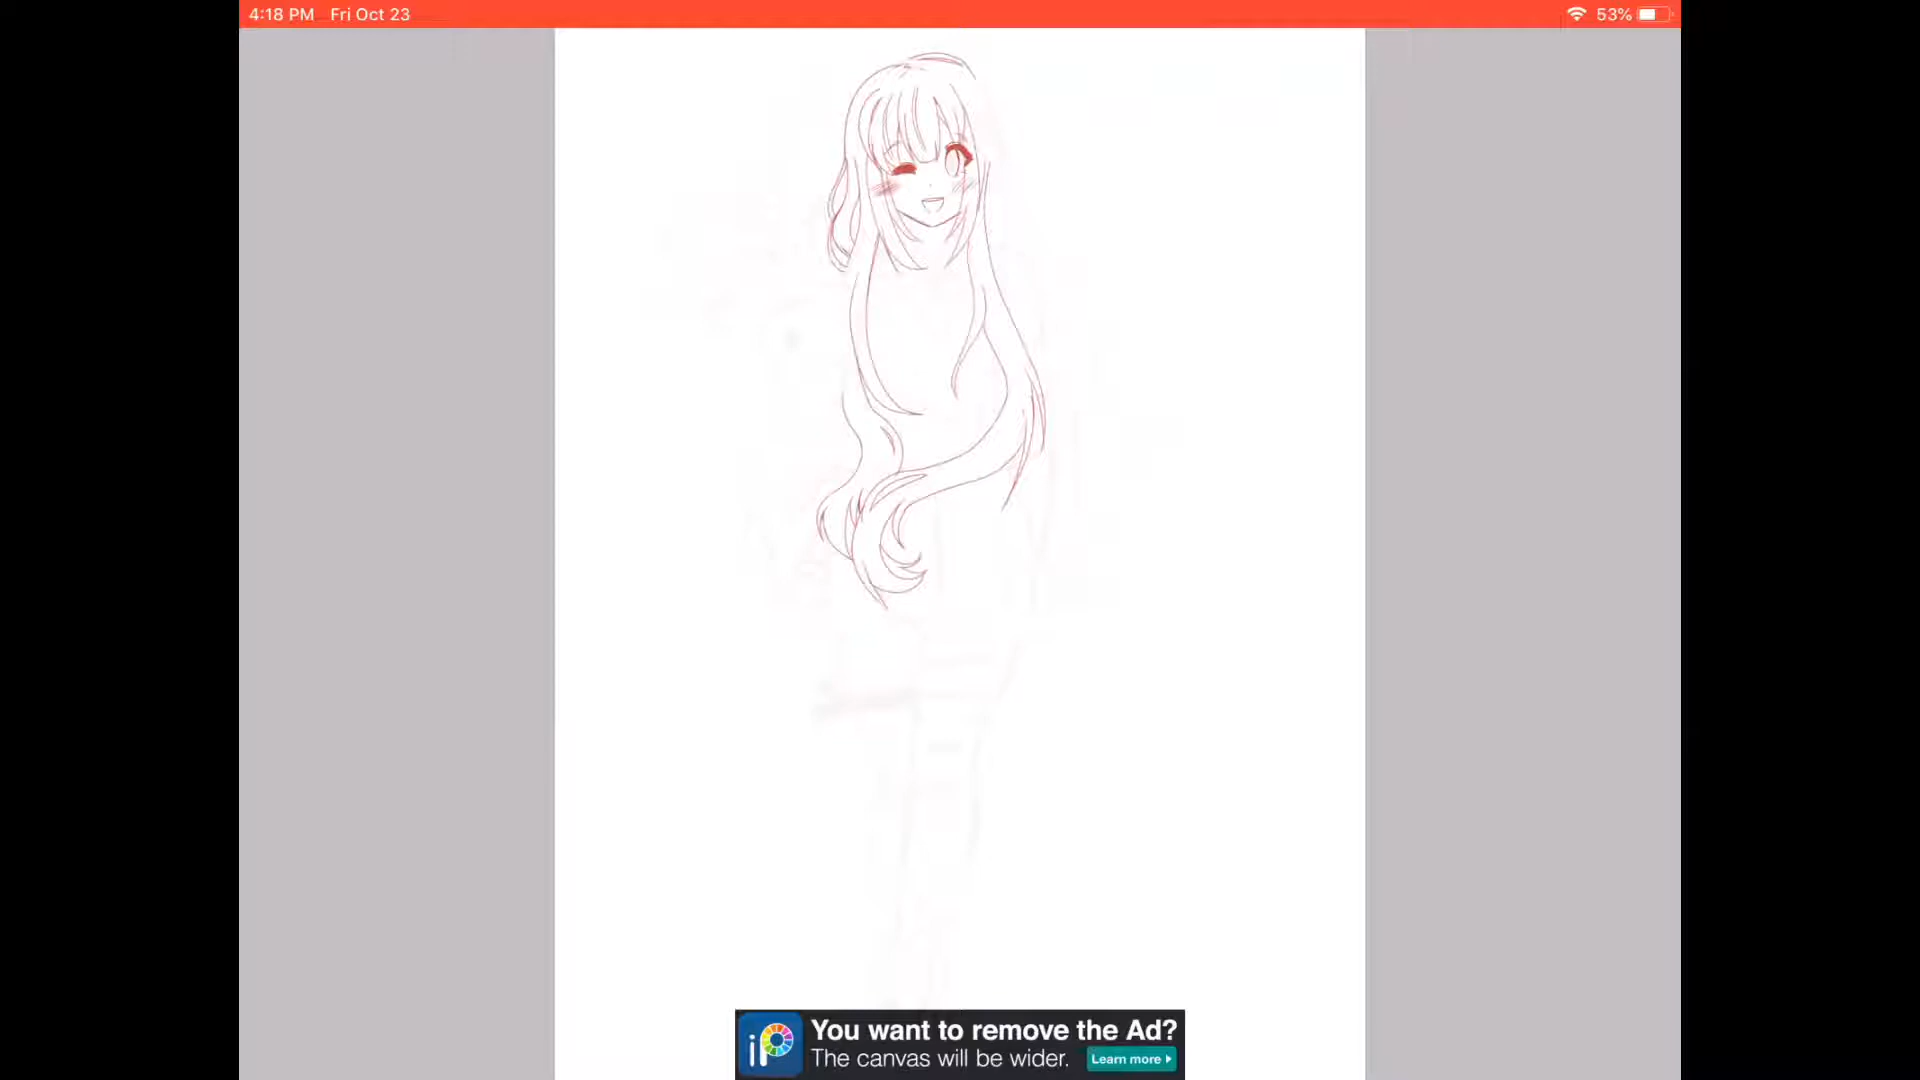 4:18 PM Fri Oct 23
53%
iP
You want to remove the Ad?
The canvas will be wider.
Learn more